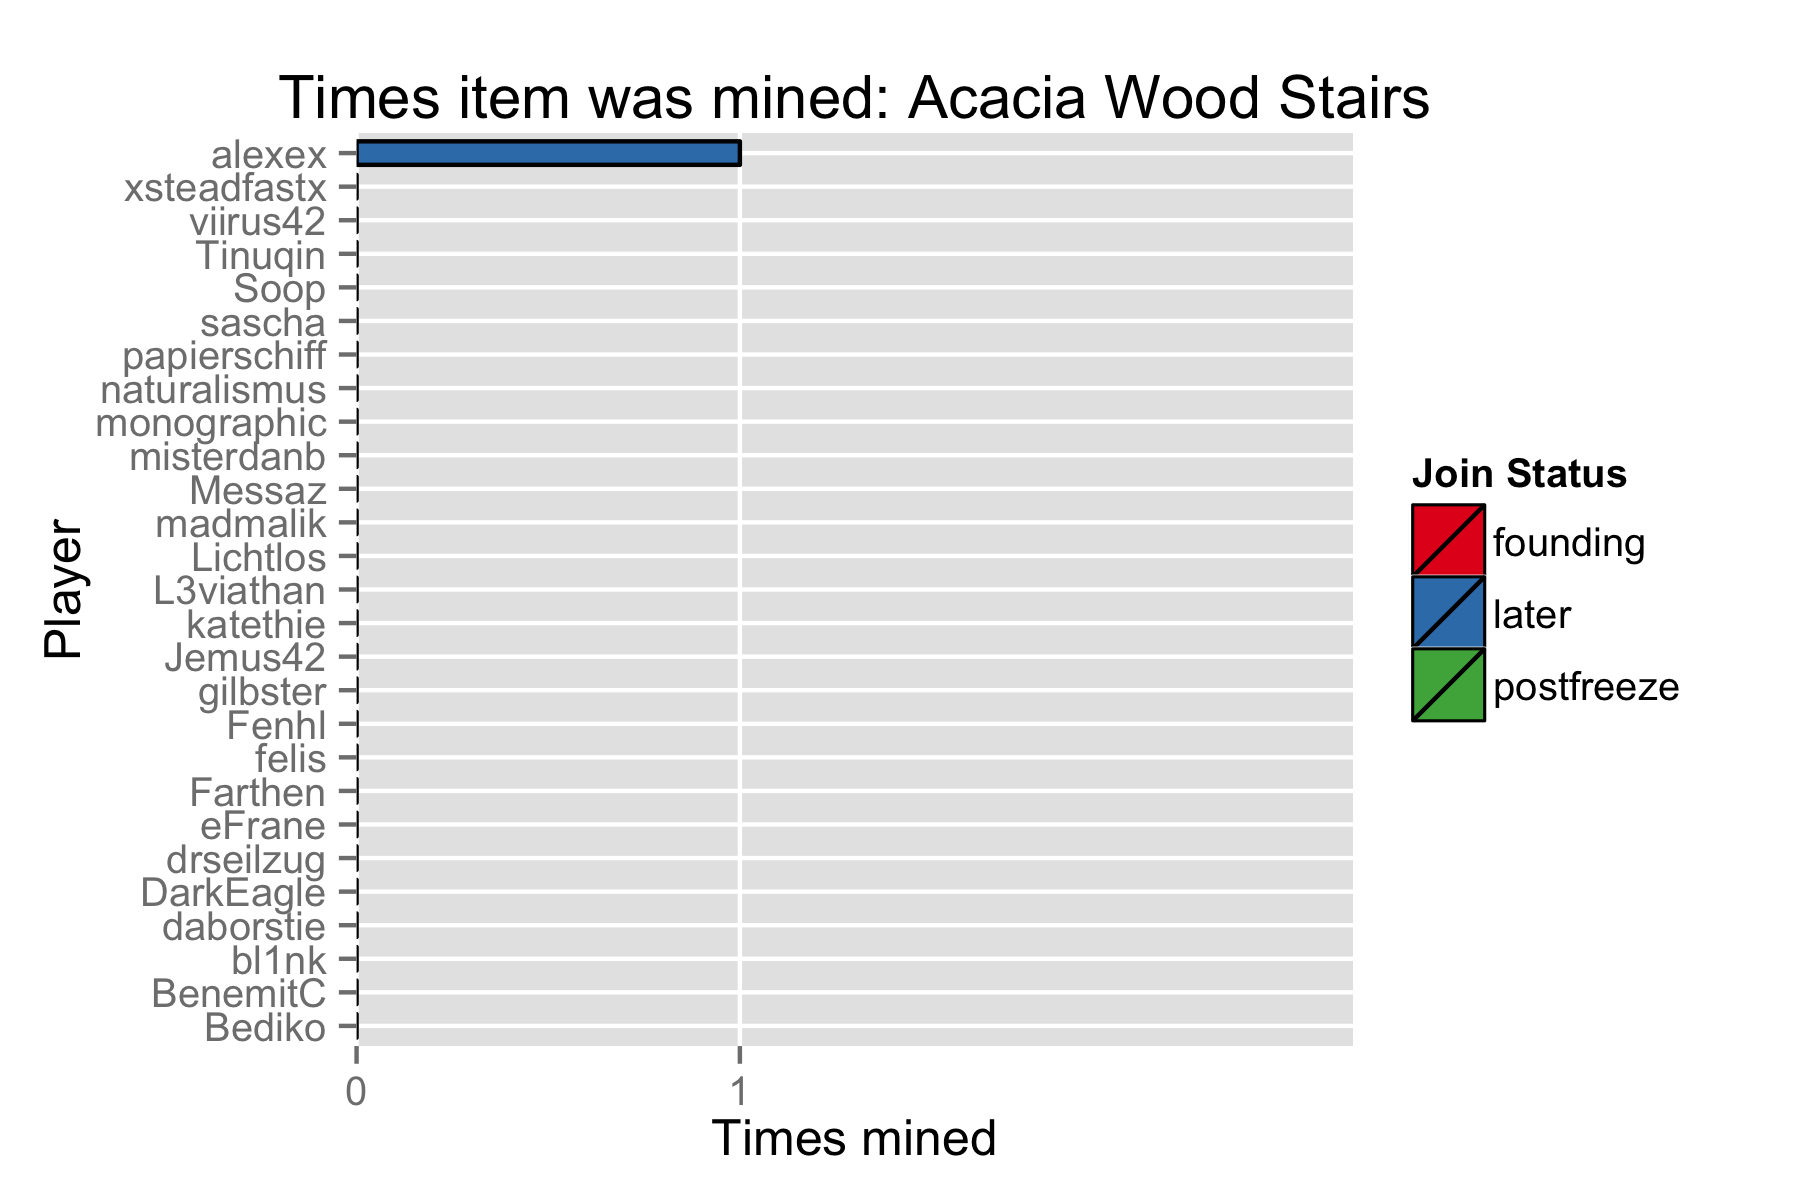 Times item was mined: Acacia Wood Stairs
alexex
xsteadfastx
viirus42
Tinuqin
Soop
sascha
papierschiff
naturalismus
monographic
misterdanb
Messaz
madmalik
Lichtlos
L3viathan
katethie
Jemus42
gilbster
Fenhl
felis
Farthen
eFrane
drseilzug
DarkEagle
daborstie
bl1nk
BenemitC
Bediko
Player
0 1
Times mined
Join Status
founding
later
postfreeze